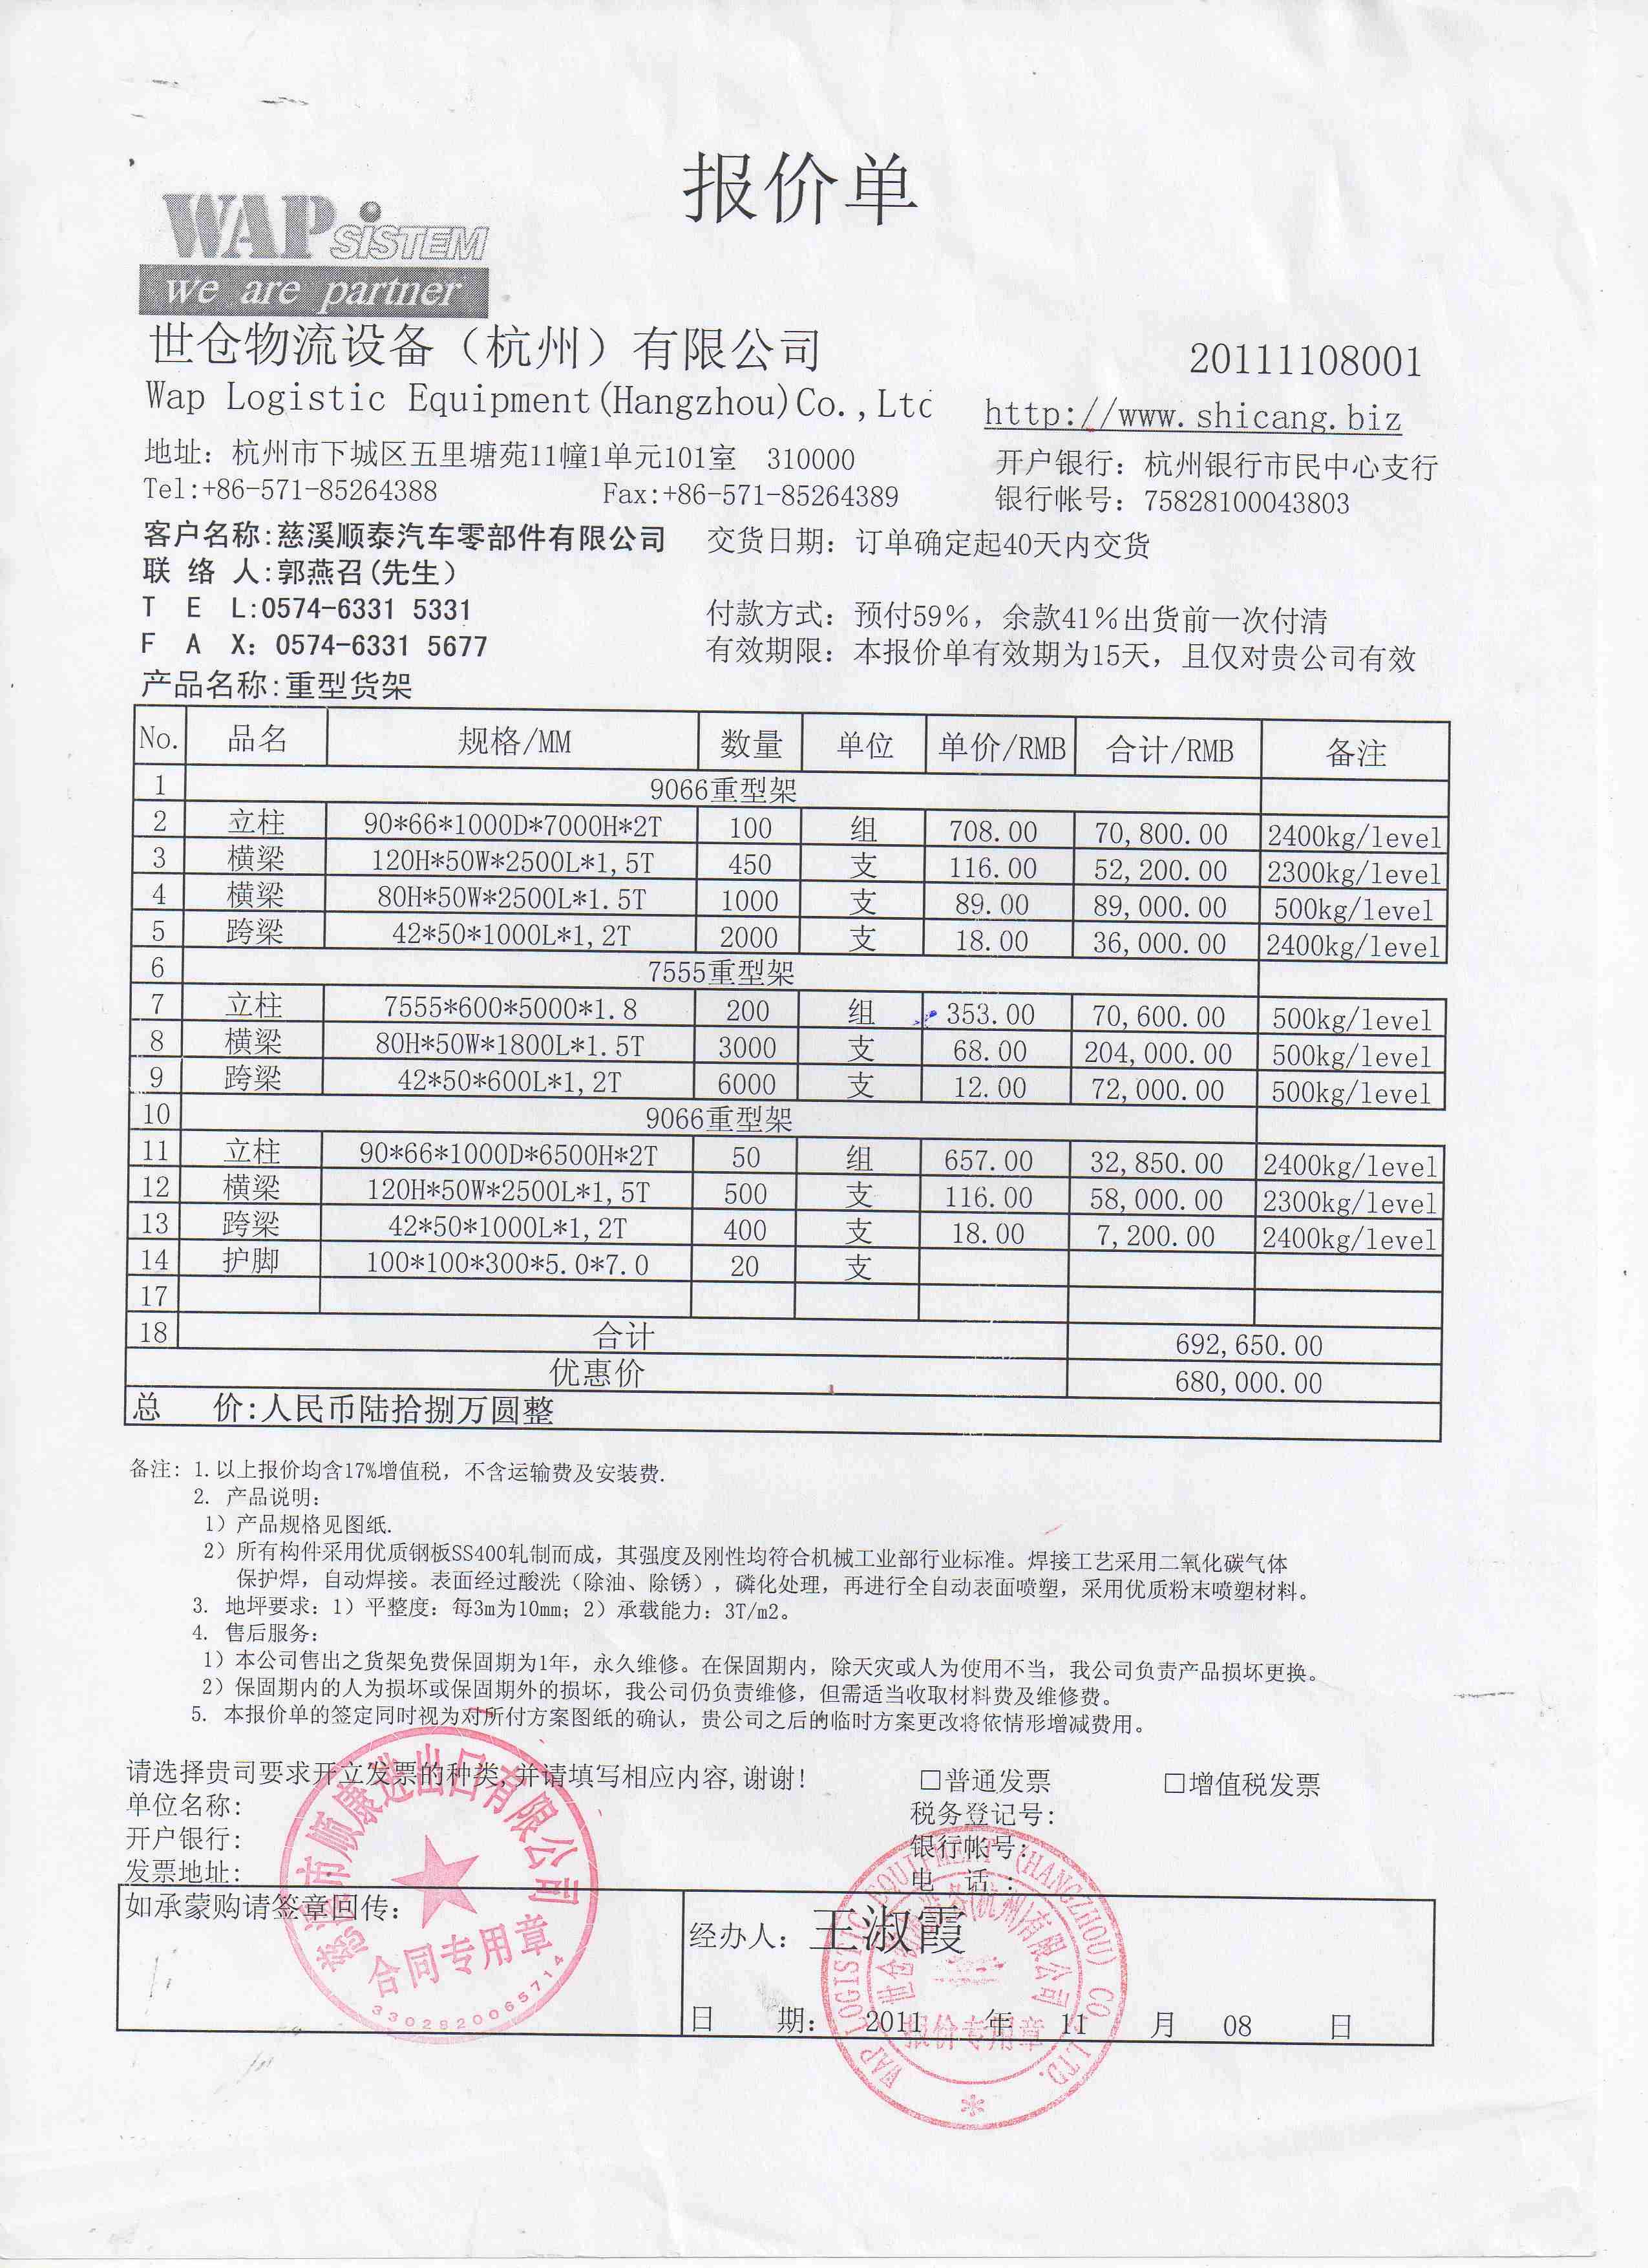 报价单
WAP SISTEM
we are partner
世仓物流设备（杭州）有限公司
20111108001
Wap Logistic Equipment(Hangzhou)Co.,Ltd
http://www.shicang.biz
地址：杭州市下城区五里塘苑11幢1单元101室 310000
开户银行：杭州银行市民中心支行
Tel:+86-571-85264388 Fax:+86-571-85264389
银行帐号：75828100043803
客户名称:慈溪顺泰汽车零部件有限公司
交货日期：订单确定起40天内交货
联 络 人:郭燕召(先生)
T E L:0574-6331 5331
付款方式：预付59%，余款41%出货前一次付清
F A X: 0574-6331 5677
有效期限：本报价单有效期为15天，且仅对贵公司有效
产品名称:重型货架
No. 品名 规格/MM 数量 单位 单价/RMB 合计/RMB 备注
1 9066重型架
2 立柱 90*66*1000D*7000H*2T 100 组 708.00 70,800.00 2400kg/level
3 横梁 120H*50W*2500L*1,5T 450 支 116.00 52,200.00 2300kg/level
4 横梁 80H*50W*2500L*1.5T 1000 支 89.00 89,000.00 500kg/level
5 跨梁 42*50*1000L*1,2T 2000 支 18.00 36,000.00 2400kg/level
6 7555重型架
7 立柱 7555*600*5000*1.8 200 组 353.00 70,600.00 500kg/level
8 横梁 80H*50W*1800L*1.5T 3000 支 68.00 204,000.00 500kg/level
9 跨梁 42*50*600L*1,2T 6000 支 12.00 72,000.00 500kg/level
10 9066重型架
11 立柱 90*66*1000D*6500H*2T 50 组 657.00 32,850.00 2400kg/level
12 横梁 120H*50W*2500L*1,5T 500 支 116.00 58,000.00 2300kg/level
13 跨梁 42*50*1000L*1,2T 400 支 18.00 7,200.00 2400kg/level
14 护脚 100*100*300*5.0*7.0 20 支
17
18 合计 692,650.00
优惠价 680,000.00
总 价:人民币陆拾捌万圆整
备注: 1.以上报价均含17%增值税，不含运输费及安装费.
2. 产品说明:
1）产品规格见图纸.
2）所有构件采用优质钢板SS400轧制而成，其强度及刚性均符合机械工业部行业标准。焊接工艺采用二氧化碳气体
保护焊，自动焊接。表面经过酸洗（除油、除锈），磷化处理，再进行全自动表面喷塑，采用优质粉末喷塑材料。
3. 地坪要求：1）平整度：每3m为10mm；2）承载能力：3T/m2。
4. 售后服务:
1）本公司售出之货架免费保固期为1年，永久维修。在保固期内，除天灾或人为使用不当，我公司负责产品损坏更换。
2）保固期内的人为损坏或保固期外的损坏，我公司仍负责维修，但需适当收取材料费及维修费。
5. 本报价单的签定同时视为对所付方案图纸的确认，贵公司之后的临时方案更改将依情形增减费用。
请选择贵司要求开立发票的种类,并请填写相应内容,谢谢!
□普通发票 □增值税发票
单位名称:
税务登记号:
开户银行:
银行帐号:
发票地址:
电 话 :
如承蒙购请签章回传:
经办人: 王淑霞
日 期: 2011 年 11 月 08 日
慈溪市顺康进出口有限公司
合同专用章
3302820065714
WAP LOGISTIC EQUIPMENT (HANGZHOU) CO. LTD.
世仓物流设备(杭州)有限公司
报价专用章